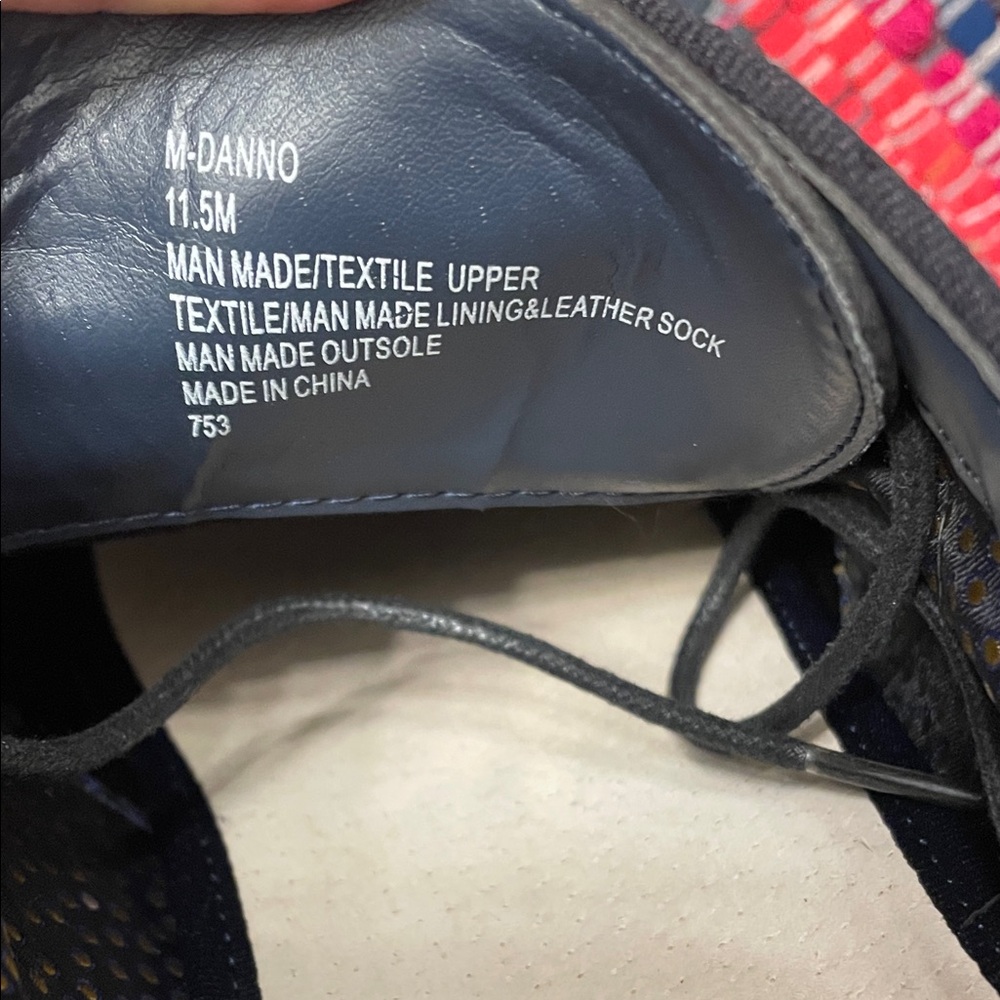 M-DANNO
11.5M
MAN MADE/TEXTILE UPPER
TEXTILE/MAN MADE LINING&LEATHER SOCK
MAN MADE OUTSOLE
MADE IN CHINA
753